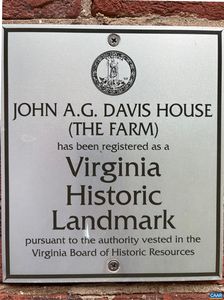 JOHN A.G. DAVIS HOUSE
(THE FARM)
has been registered as a
Virginia
Historic
Landmark
pursuant to the authority vested in the
Virginia Board of Historic Resources